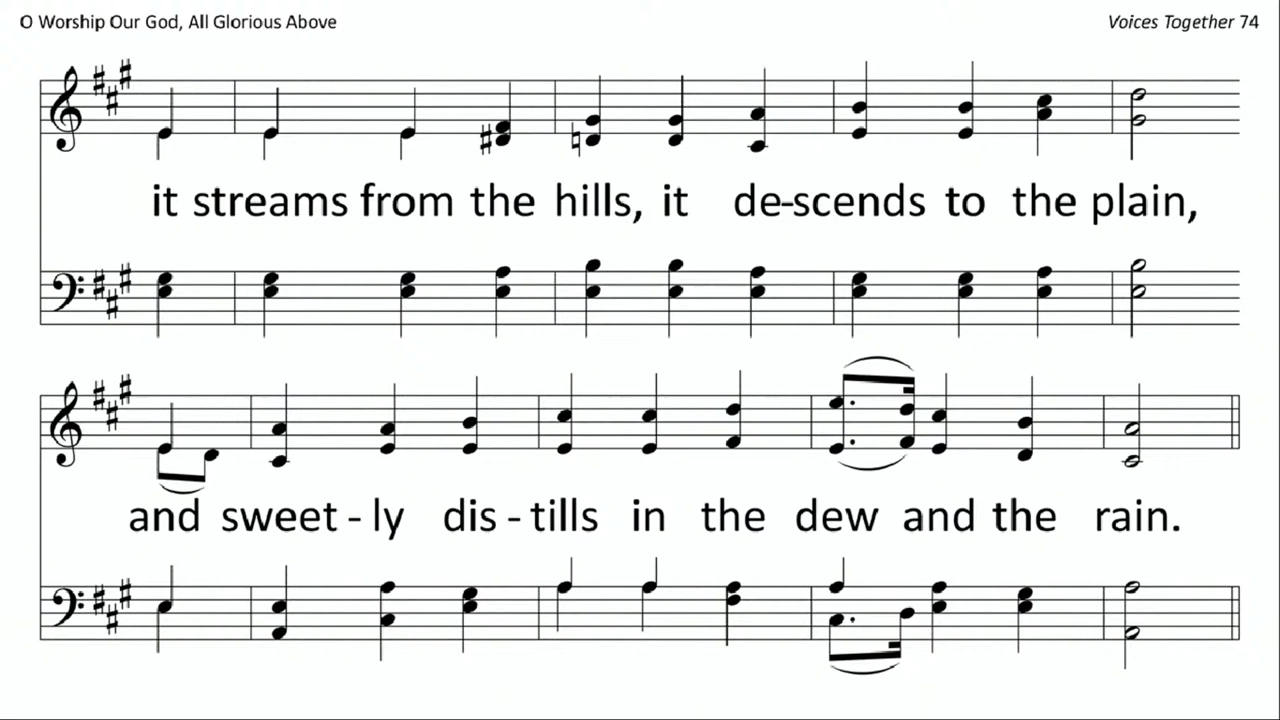 O Worship Our God, All Glorious Above
Voices Together 74
it streams from the hills, it de-scends to the plain,
and sweet - ly dis - tills in the dew and the rain.